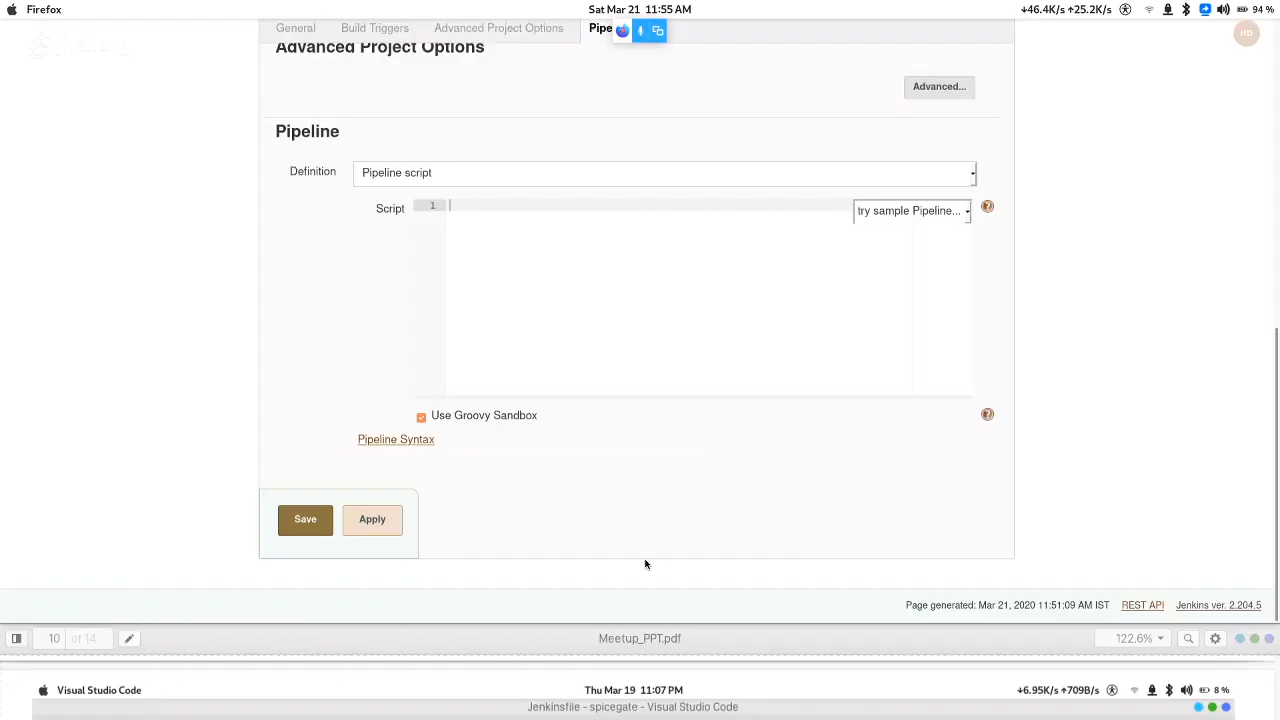 Firefox
Sat Mar 21 11:55 AM
↓46.4K/s ↑25.2K/s
94 %
General
Build Triggers
Advanced Project Options
Pipe
HD
Advanced Project Options
Advanced...
Pipeline
Definition
Pipeline script
Script
1
try sample Pipeline...
Use Groovy Sandbox
Pipeline Syntax
Save
Apply
Page generated: Mar 21, 2020 11:51:09 AM IST
REST API
Jenkins ver. 2.204.5
10 of 14
Meetup_PPT.pdf
122.6%
Visual Studio Code
Thu Mar 19 11:07 PM
↓6.95K/s ↑709B/s
8 %
Jenkinsfile - spicegate - Visual Studio Code